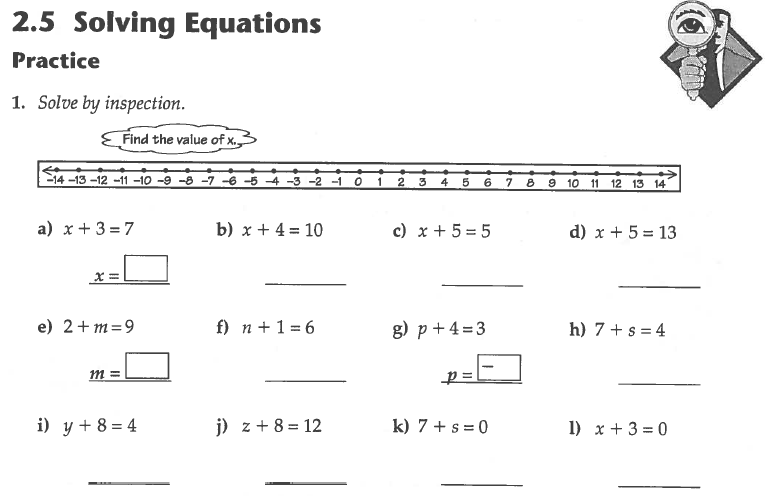 2.5 Solving Equations
Practice
1. Solve by inspection.
Find the value of x.
-14 -13 -12 -11 -10 -9 -8 -7 -6 -5 -4 -3 -2 -1 0 1 2 3 4 5 6 7 8 9 10 11 12 13 14
a) x + 3 = 7 b) x + 4 = 10 c) x + 5 = 5 d) x + 5 = 13
x =
e) 2 + m = 9 f) n + 1 = 6 g) p + 4 = 3 h) 7 + s = 4
m = p = −
i) y + 8 = 4 j) z + 8 = 12 k) 7 + s = 0 l) x + 3 = 0